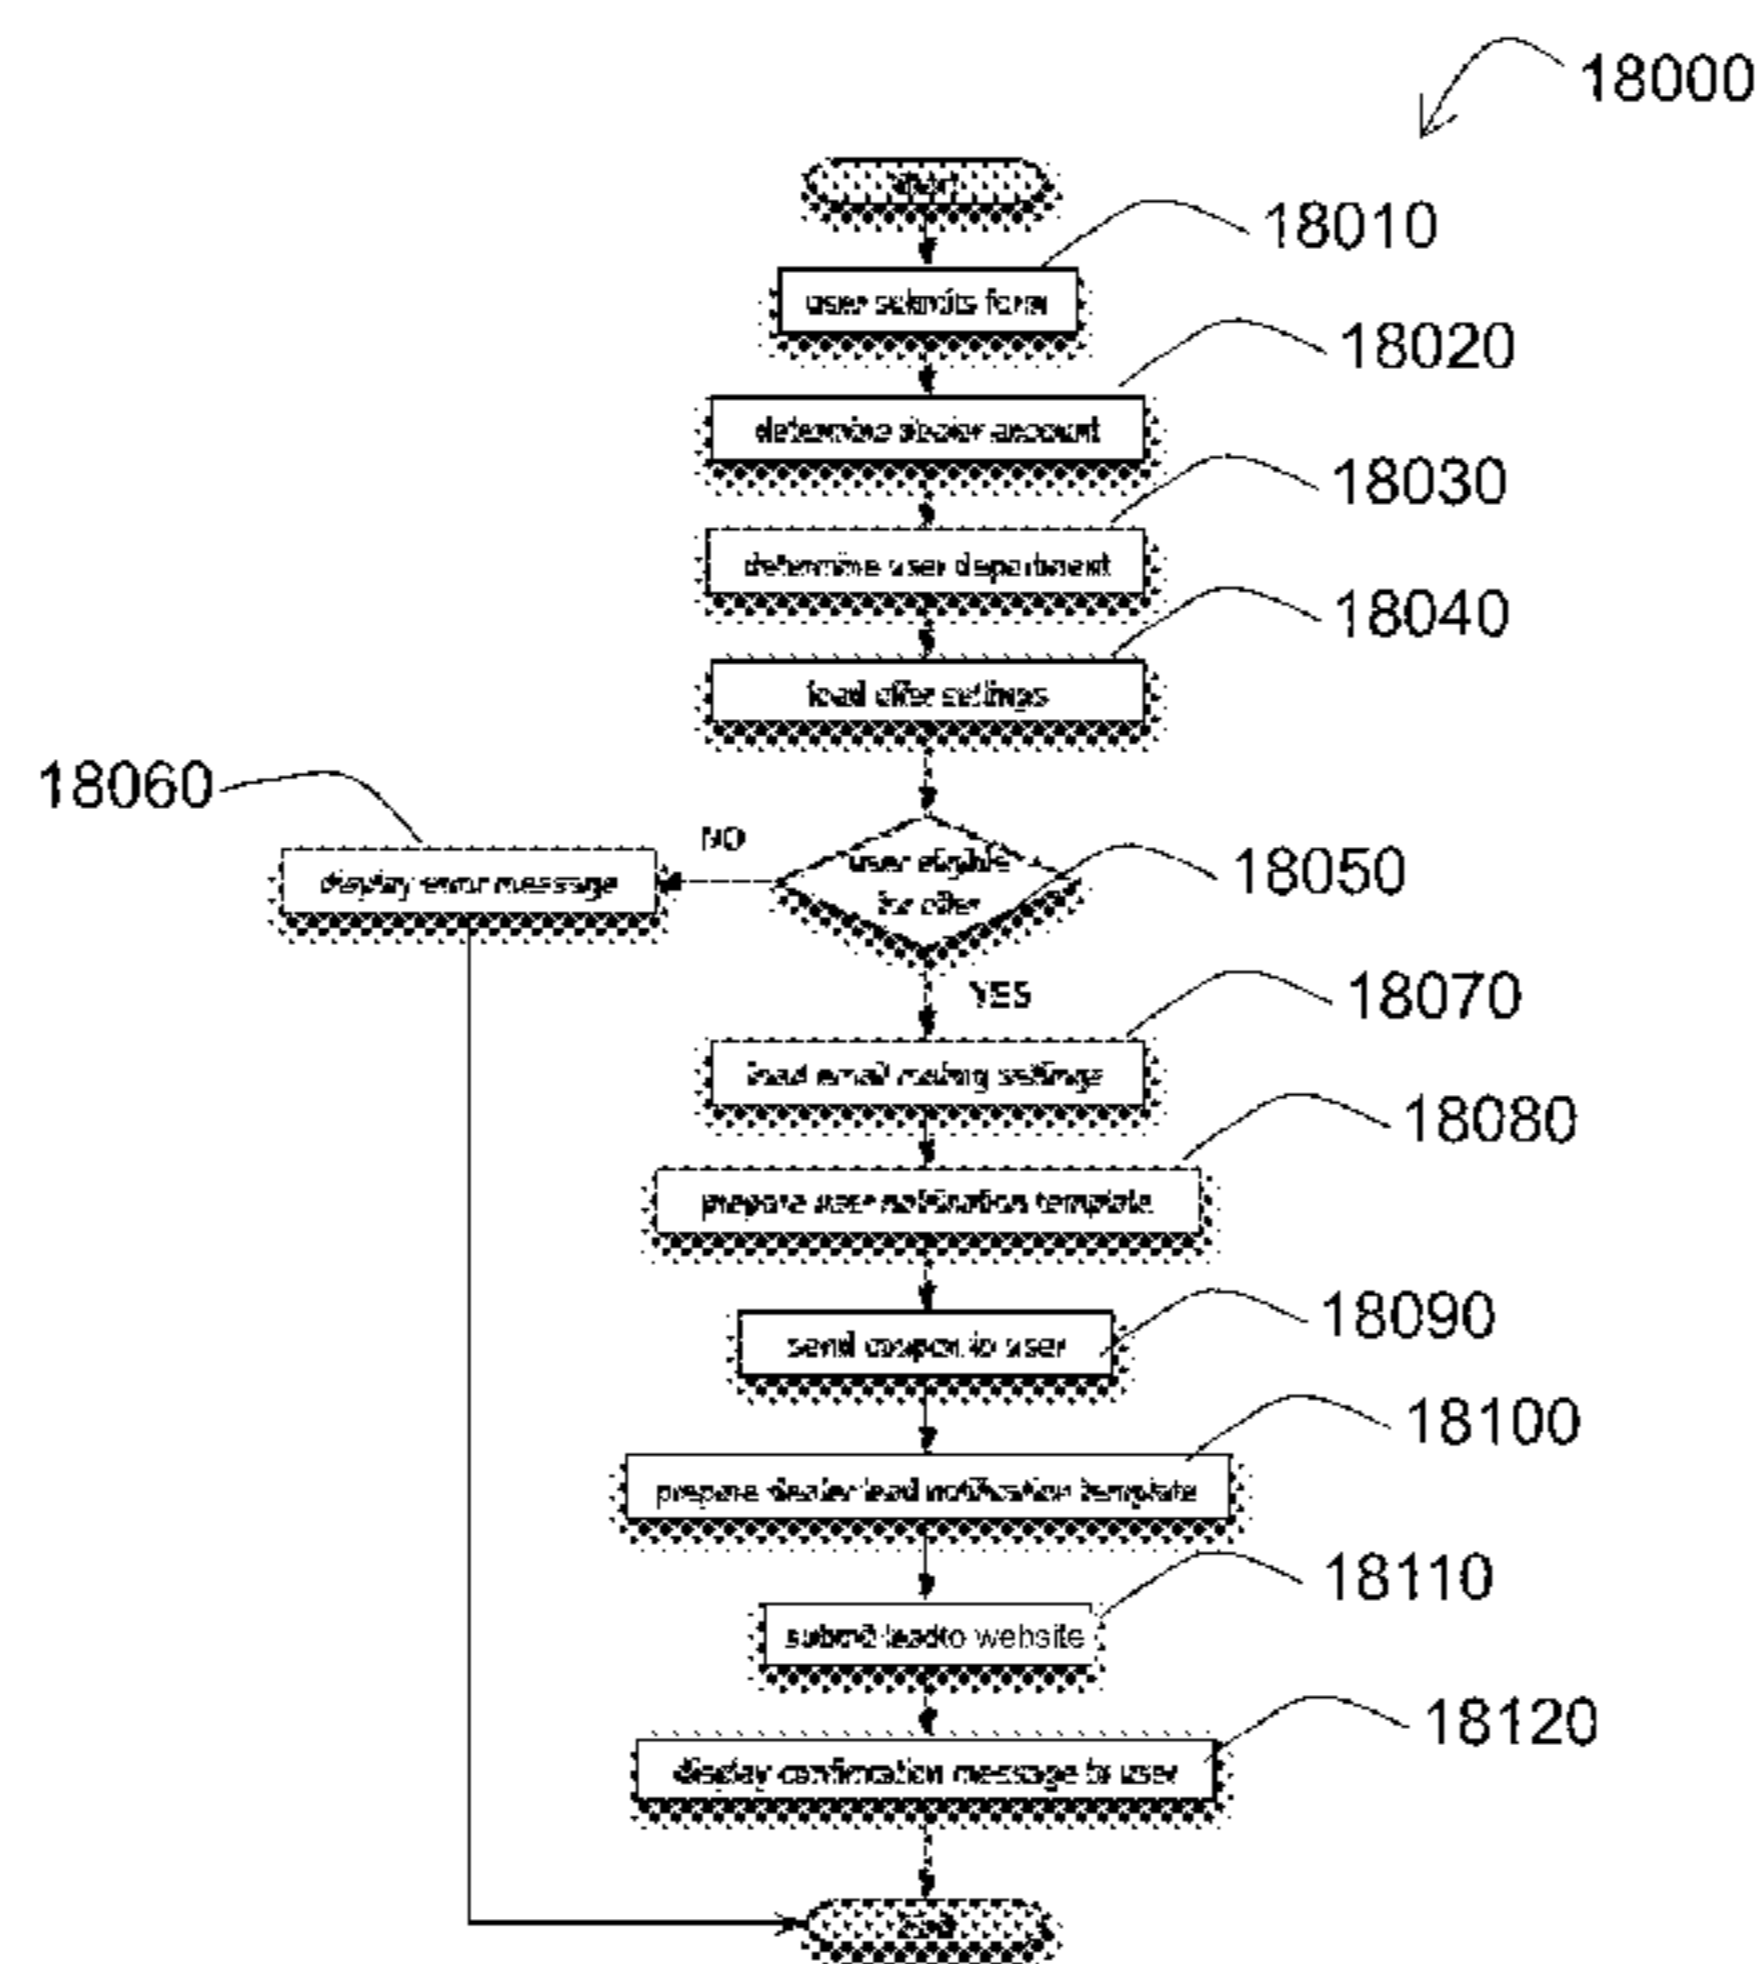 18000
start
18010
user submits form
18020
determine dealer account
18030
determine user department
18040
load offer settings
18060
NO
display error message
user eligible
for offer
18050
YES
18070
load email routing settings
18080
prepare user notification template
18090
send coupon to user
18100
prepare dealer lead notification template
18110
submit lead to website
18120
display confirmation message to user
end